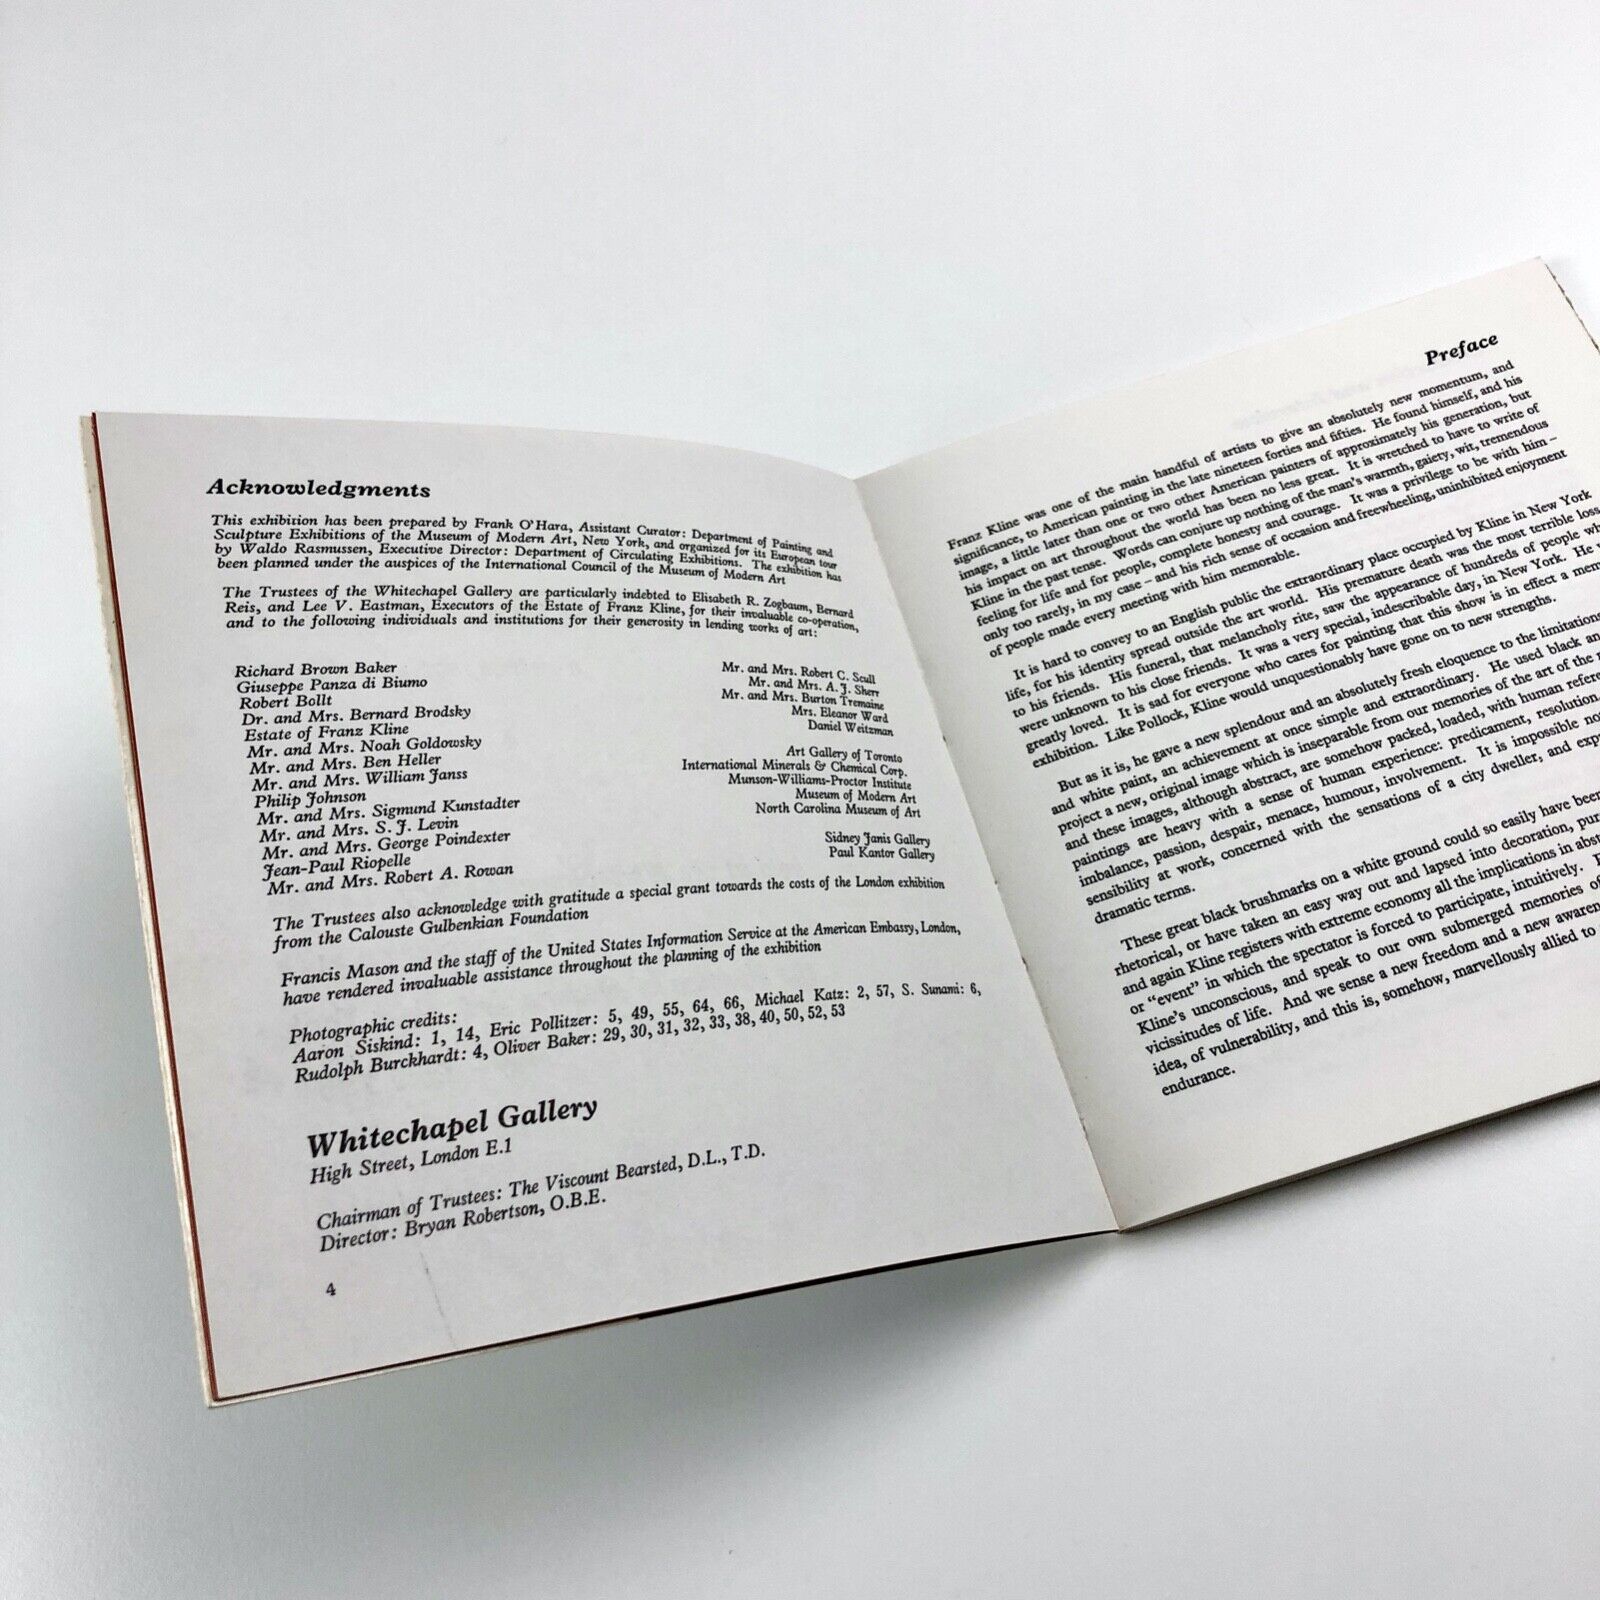 Acknowledgments
This exhibition has been prepared by Frank O'Hara, Assistant Curator: Department of Painting and
Sculpture Exhibitions of the Museum of Modern Art, New York, and organized for its European tour
by Waldo Rasmussen, Executive Director: Department of Circulating Exhibitions. The exhibition has
been planned under the auspices of the International Council of the Museum of Modern Art
The Trustees of the Whitechapel Gallery are particularly indebted to Elisabeth R. Zogbaum, Bernard
Reis, and Lee V. Eastman, Executors of the Estate of Franz Kline, for their invaluable co-operation,
and to the following individuals and institutions for their generosity in lending works of art:
Richard Brown Baker
Giuseppe Panza di Biumo
Robert Bollt
Dr. and Mrs. Bernard Brodsky
Estate of Franz Kline
Mr. and Mrs. Noah Goldowsky
Mr. and Mrs. Ben Heller
Mr. and Mrs. William Janss
Philip Johnson
Mr. and Mrs. Sigmund Kunstadter
Mr. and Mrs. S. J. Levin
Mr. and Mrs. George Poindexter
Jean-Paul Riopelle
Mr. and Mrs. Robert A. Rowan
Mr. and Mrs. Robert C. Scull
Mr. and Mrs. A. J. Sherr
Mr. and Mrs. Burton Tremaine
Mrs. Eleanor Ward
Daniel Weitzman
Art Gallery of Toronto
International Minerals & Chemical Corp.
Munson-Williams-Proctor Institute
Museum of Modern Art
North Carolina Museum of Art
Sidney Janis Gallery
Paul Kantor Gallery
The Trustees also acknowledge with gratitude a special grant towards the costs of the London exhibition
from the Calouste Gulbenkian Foundation
Francis Mason and the staff of the United States Information Service at the American Embassy, London,
have rendered invaluable assistance throughout the planning of the exhibition
Photographic credits:
Aaron Siskind: 1, 14, Eric Pollitzer: 5, 49, 55, 64, 66, Michael Katz: 2, 57, S. Sunami: 6,
Rudolph Burckhardt: 4, Oliver Baker: 29, 30, 31, 32, 33, 38, 40, 50, 52, 53
Whitechapel Gallery
High Street, London E.1
Chairman of Trustees: The Viscount Bearsted, D.L., T.D.
Director: Bryan Robertson, O.B.E.
4
Preface
Franz Kline was one of the main handful of artists to give an absolutely new momentum, and
significance, to American painting in the late nineteen forties and fifties. He found himself, and his
image, a little later than one or two other American painters of approximately his generation, but
his impact on art throughout the world has been no less great. It is wretched to have to write of
Kline in the past tense. Words can conjure up nothing of the man's warmth, gaiety, wit, tremendous
feeling for life and for people, complete honesty and courage. It was a privilege to be with him –
only too rarely, in my case – and his rich sense of occasion and freewheeling, uninhibited enjoyment
of people made every meeting with him memorable.
It is hard to convey to an English public the extraordinary place occupied by Kline in New York
life, for his identity spread outside the art world. His premature death was the most terrible loss
to his friends. His funeral, that melancholy rite, saw the appearance of hundreds of people wh
were unknown to his close friends. It was a very special, indescribable day, in New York. He
greatly loved. It is sad for everyone who cares for painting that this show is in effect a mem
exhibition. Like Pollock, Kline would unquestionably have gone on to new strengths.
But as it is, he gave a new splendour and an absolutely fresh eloquence to the limitations
and white paint, an achievement at once simple and extraordinary. He used black an
project a new, original image which is inseparable from our memories of the art of the
and these images, although abstract, are somehow packed, loaded, with human refere
paintings are heavy with a sense of human experience: predicament, resolution,
imbalance, passion, despair, menace, humour, involvement. It is impossible no
sensibility at work, concerned with the sensations of a city dweller, and exp
dramatic terms.
These great black brushmarks on a white ground could so easily have been
rhetorical, or have taken an easy way out and lapsed into decoration, pur
and again Kline registers with extreme economy all the implications in abst
or "event" in which the spectator is forced to participate, intuitively.
Kline's unconscious, and speak to our own submerged memories of
vicissitudes of life. And we sense a new freedom and a new awaren
idea, of vulnerability, and this is, somehow, marvellously allied to
endurance.